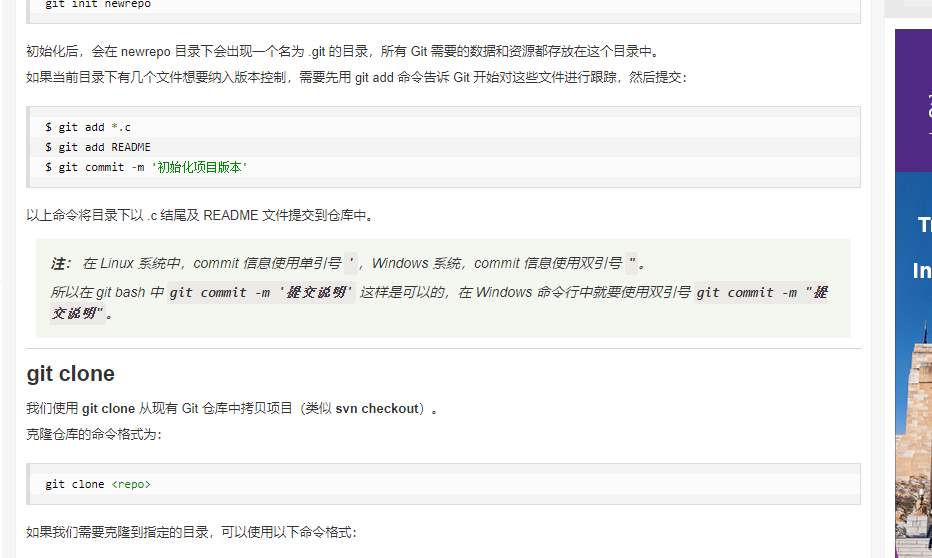 git init newrepo
初始化后，会在 newrepo 目录下会出现一个名为 .git 的目录，所有 Git 需要的数据和资源都存放在这个目录中。
如果当前目录下有几个文件想要纳入版本控制，需要先用 git add 命令告诉 Git 开始对这些文件进行跟踪，然后提交：
$ git add *.c
$ git add README
$ git commit -m '初始化项目版本'
以上命令将目录下以 .c 结尾及 README 文件提交到仓库中。
注： 在 Linux 系统中，commit 信息使用单引号 '，Windows 系统，commit 信息使用双引号 "。
所以在 git bash 中 git commit -m '提交说明' 这样是可以的，在 Windows 命令行中就要使用双引号 git commit -m "提
交说明"。
git clone
我们使用 git clone 从现有 Git 仓库中拷贝项目（类似 svn checkout）。
克隆仓库的命令格式为：
git clone <repo>
如果我们需要克隆到指定的目录，可以使用以下命令格式：
In